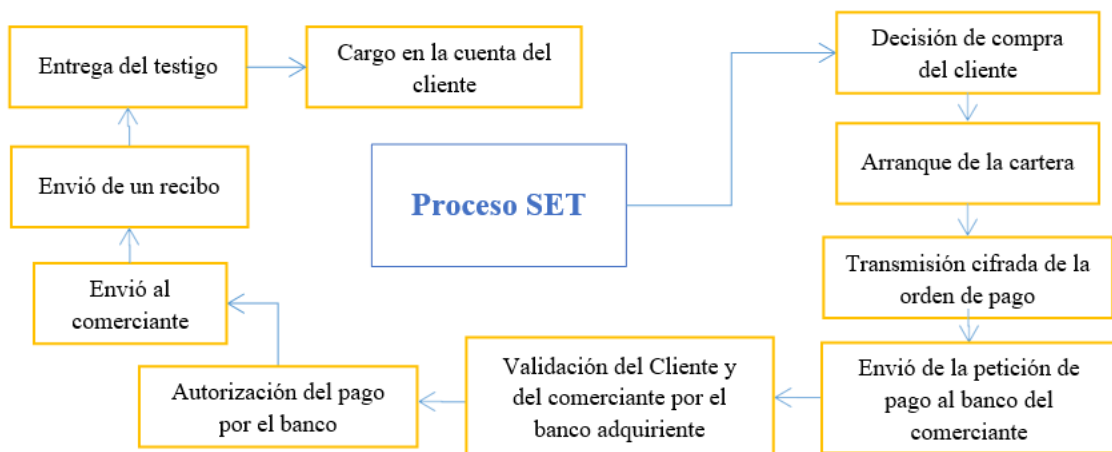 Proceso SET
Decisión de compra
del cliente
Arranque de la cartera
Transmisión cifrada de la
orden de pago
Envió de la petición de
pago al banco del
comerciante
Validación del Cliente y
del comerciante por el
banco adquiriente
Autorización del pago
por el banco
Envió al
comerciante
Envió de un recibo
Entrega del testigo
Cargo en la cuenta del
cliente